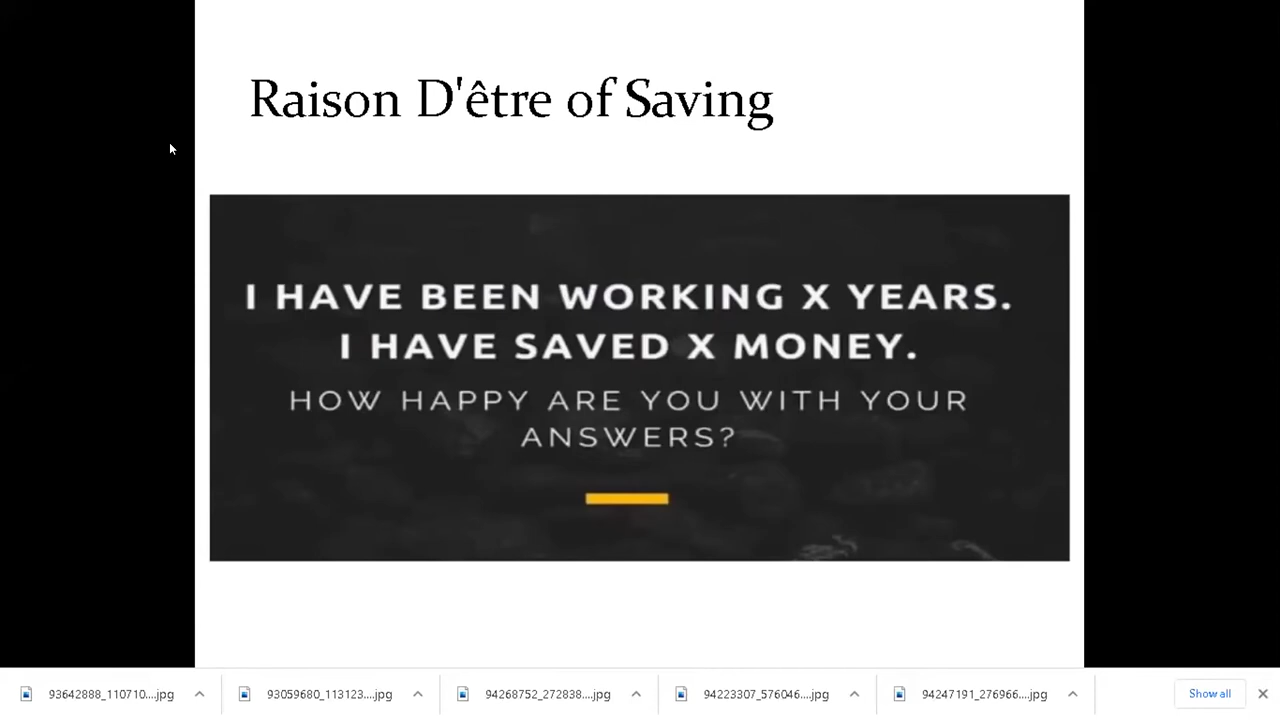 Raison D'être of Saving
I HAVE BEEN WORKING X YEARS.
I HAVE SAVED X MONEY.
HOW HAPPY ARE YOU WITH YOUR
ANSWERS?
93642888_110710....jpg
93059680_113123....jpg
94268752_272838....jpg
94223307_576046....jpg
94247191_276966....jpg
Show all